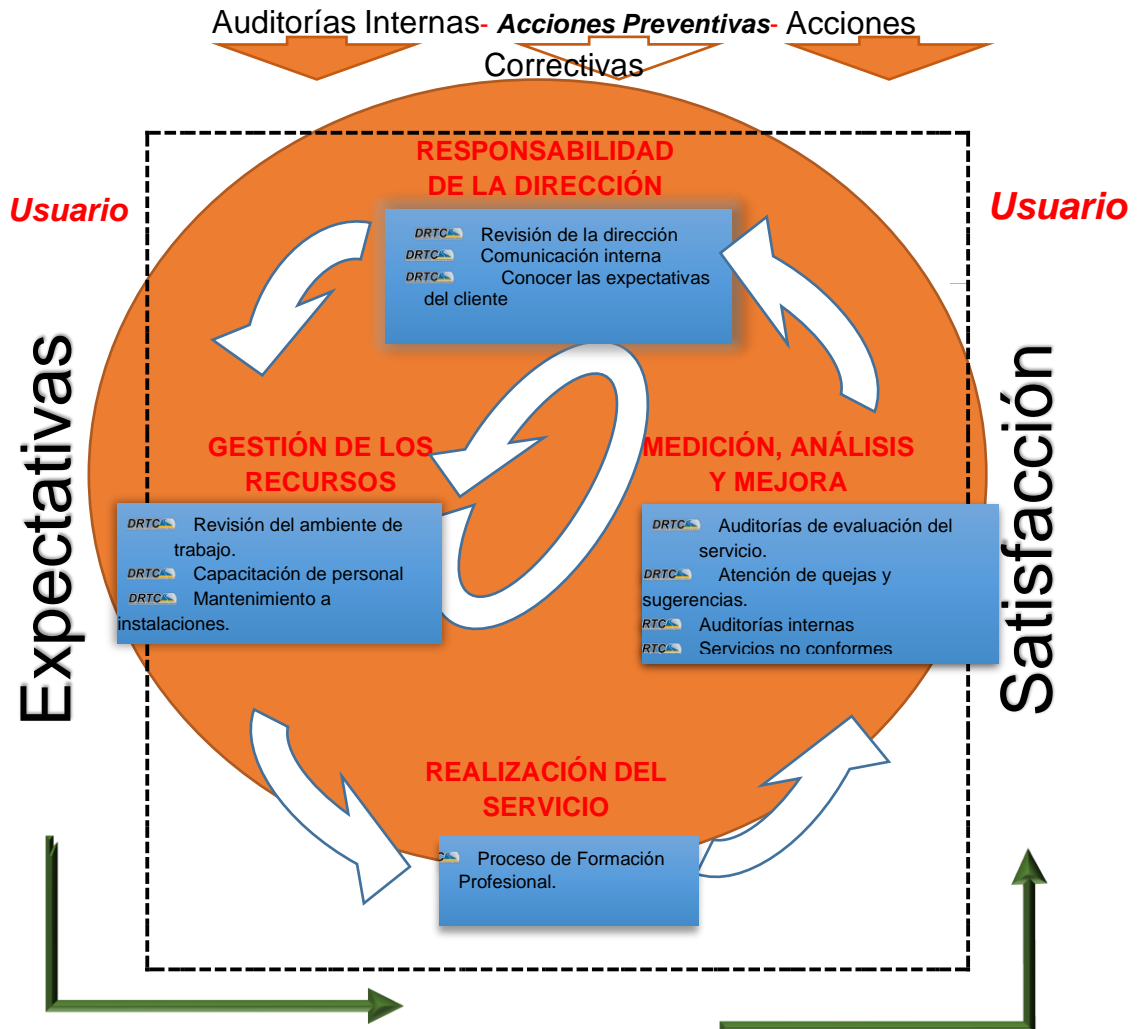 Auditorías Internas- Acciones Preventivas- Acciones
Correctivas
Usuario
Expectativas
RESPONSABILIDAD
DE LA DIRECCIÓN
DRTC Revisión de la dirección
DRTC Comunicación interna
DRTC Conocer las expectativas
del cliente
GESTIÓN DE LOS
RECURSOS
DRTC Revisión del ambiente de
trabajo.
DRTC Capacitación de personal
DRTC Mantenimiento a
instalaciones.
MEDICIÓN, ANÁLISIS
Y MEJORA
DRTC Auditorías de evaluación del
servicio.
DRTC Atención de quejas y
sugerencias.
RTC Auditorías internas
RTC Servicios no conformes
REALIZACIÓN DEL
SERVICIO
C Proceso de Formación
Profesional.
Usuario
Satisfacción